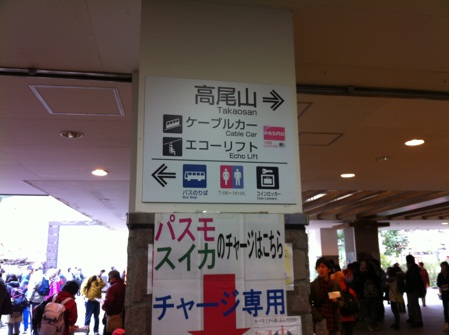 高尾山
Takaosan
ケーブルカー
Cable Car
エコーリフト
Echo Lift
バスのりば
コインロッカー
パスモ
スイカ
のチャージはこちら
チャージ専用